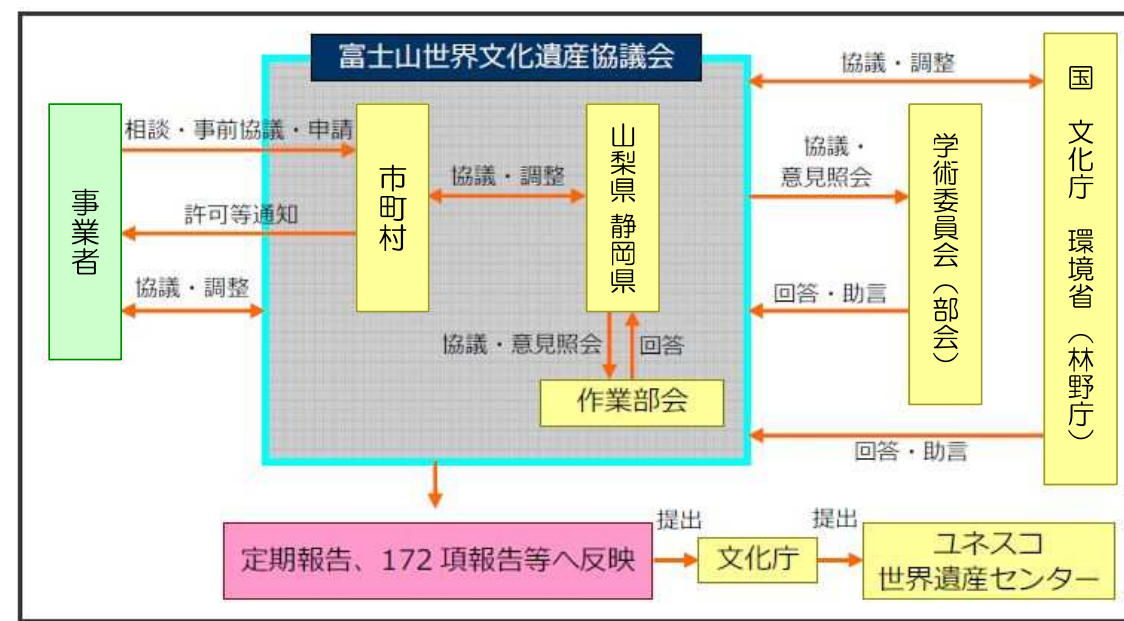 富士山世界文化遺産協議会
事業者
相談・事前協議・申請
許可等通知
協議・調整
市町村
協議・調整
山梨県 静岡県
協議・意見照会
回答
作業部会
協議・調整
協議・
意見照会
回答・助言
学術委員会（部会）
回答・助言
国 文化庁 環境省（林野庁）
定期報告、172 項報告等へ反映
提出
文化庁
提出
ユネスコ
世界遺産センター